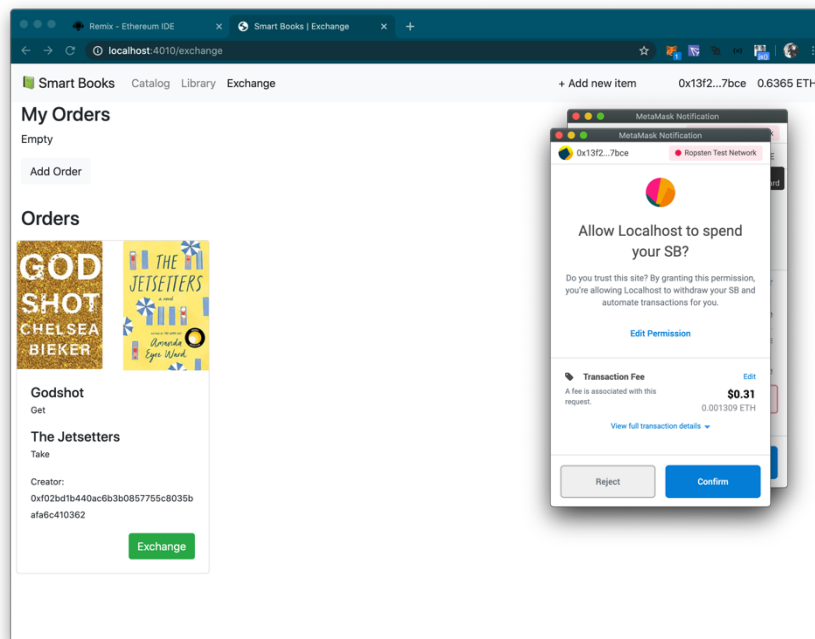 Remix - Ethereum IDE
Smart Books | Exchange
localhost:4010/exchange
Smart Books
Catalog
Library
Exchange
+ Add new item
0x13f2...7bce
0.6365 ETH
My Orders
Empty
Add Order
Orders
GOD
SHOT
CHELSEA
BIEKER
THE
JETSETTERS
a novel
Amanda
Eyre Ward
Godshot
Get
The Jetsetters
Take
Creator:
0xf02bd1b440ac6b3b0857755c8035b
afa6c410362
Exchange
MetaMask Notification
MetaMask Notification
0x13f2...7bce
Ropsten Test Network
Allow Localhost to spend
your SB?
Do you trust this site? By granting this permission,
you're allowing Localhost to withdraw your SB and
automate transactions for you.
Edit Permission
Transaction Fee
Edit
A fee is associated with this
request.
$0.31
0.001309 ETH
View full transaction details
Reject
Confirm